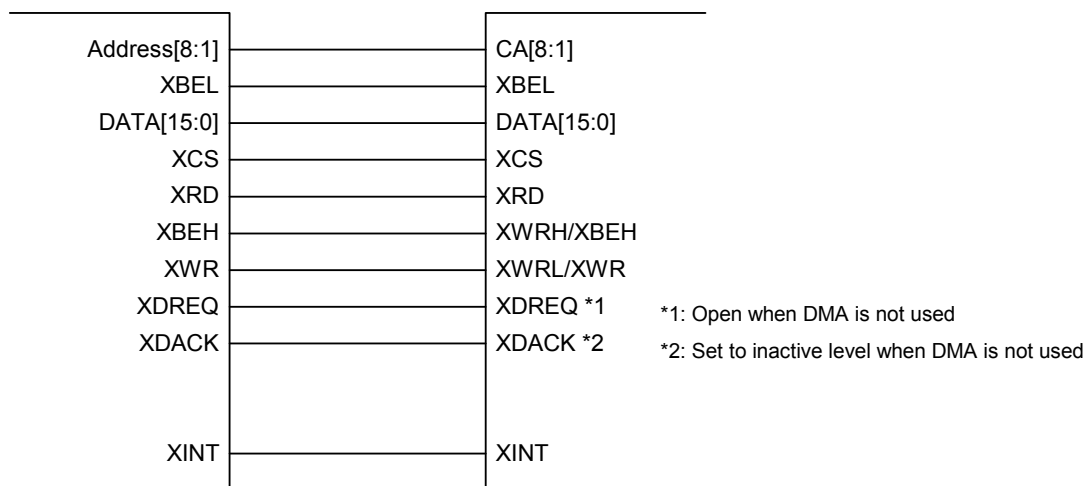 Address[8:1] CA[8:1]
XBEL XBEL
DATA[15:0] DATA[15:0]
XCS XCS
XRD XRD
XBEH XWRH/XBEH
XWR XWRL/XWR
XDREQ XDREQ *1 *1: Open when DMA is not used
XDACK XDACK *2 *2: Set to inactive level when DMA is not used
XINT XINT